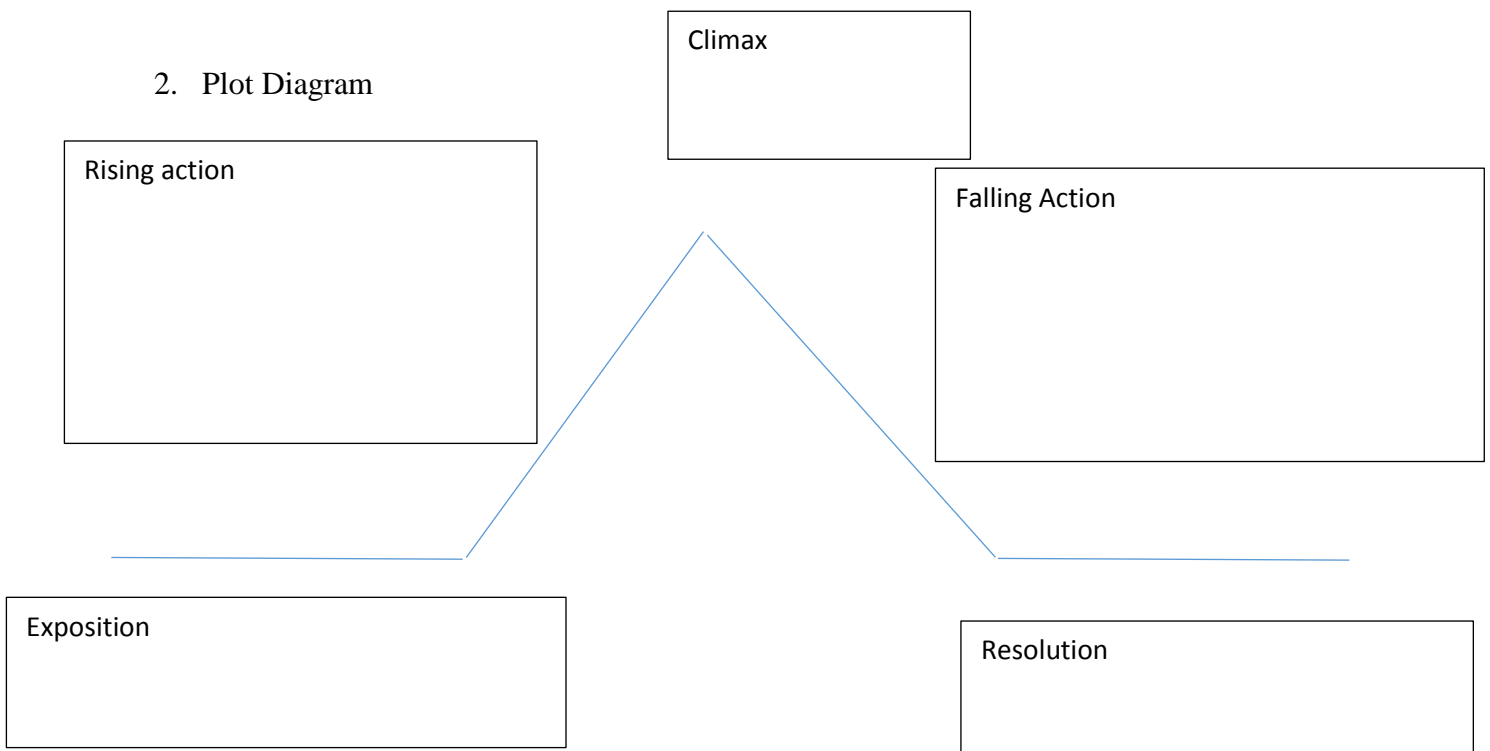 Climax
2. Plot Diagram
Rising action
Falling Action
Exposition
Resolution